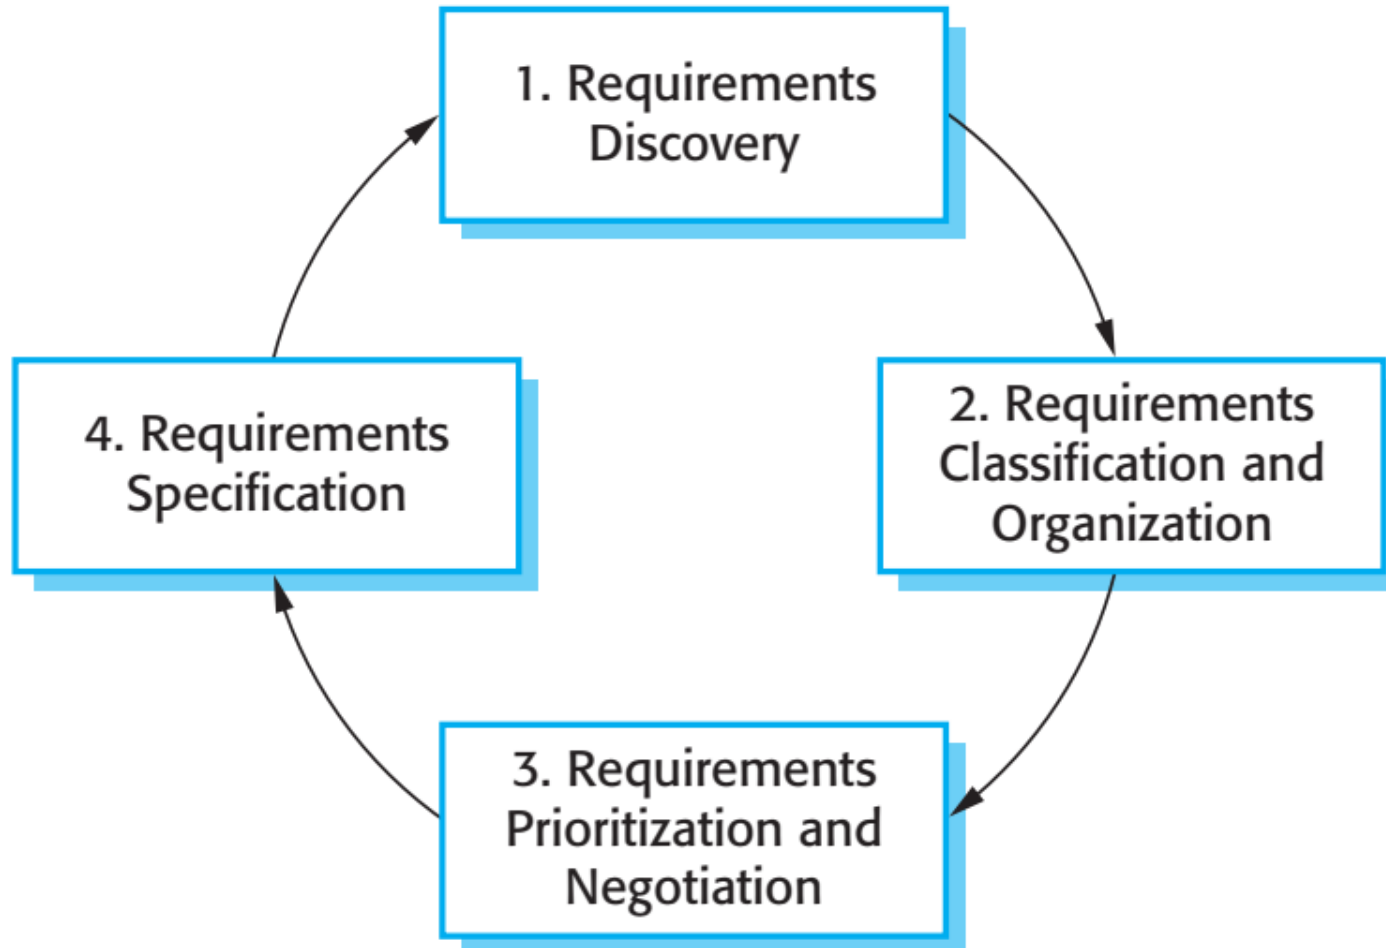 1. Requirements
Discovery
2. Requirements
Classification and
Organization
3. Requirements
Prioritization and
Negotiation
4. Requirements
Specification